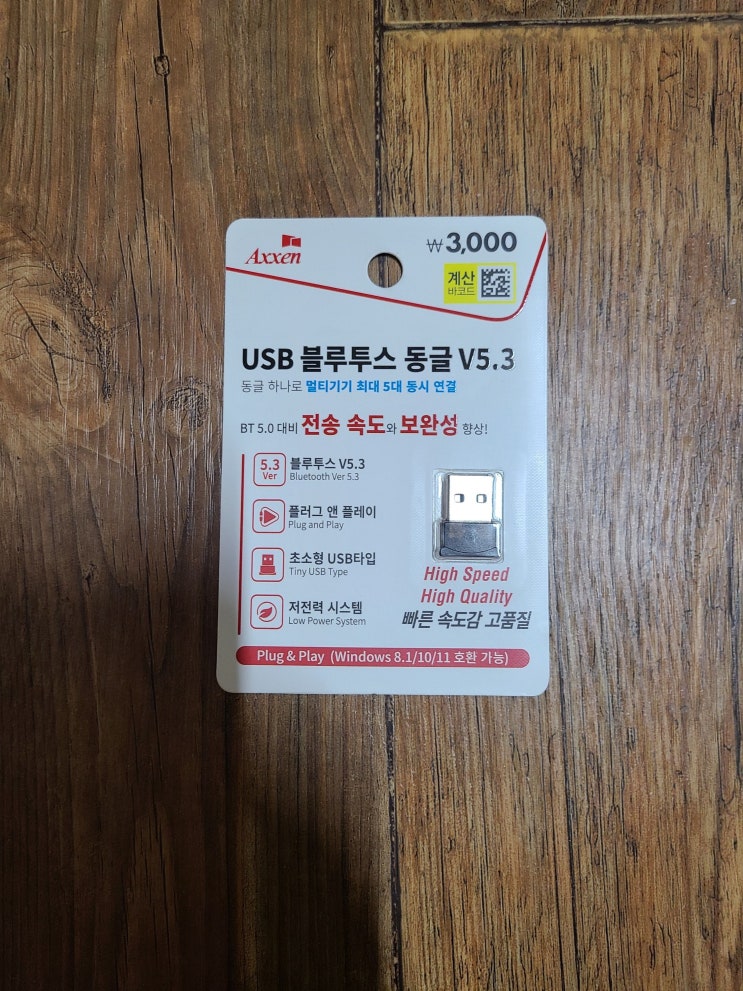 Axxen
₩3,000
계산
바코드
USB 블루투스 동글 V5.3
동글 하나로 멀티기기 최대 5대 동시 연결
BT 5.0 대비 전송 속도와 보완성 향상!
5.3
Ver
블루투스 V5.3
Bluetooth Ver 5.3
플러그 앤 플레이
Plug and Play
초소형 USB타입
Tiny USB Type
저전력 시스템
Low Power System
High Speed
High Quality
빠른 속도감 고품질
Plug & Play (Windows 8.1/10/11 호환 가능)